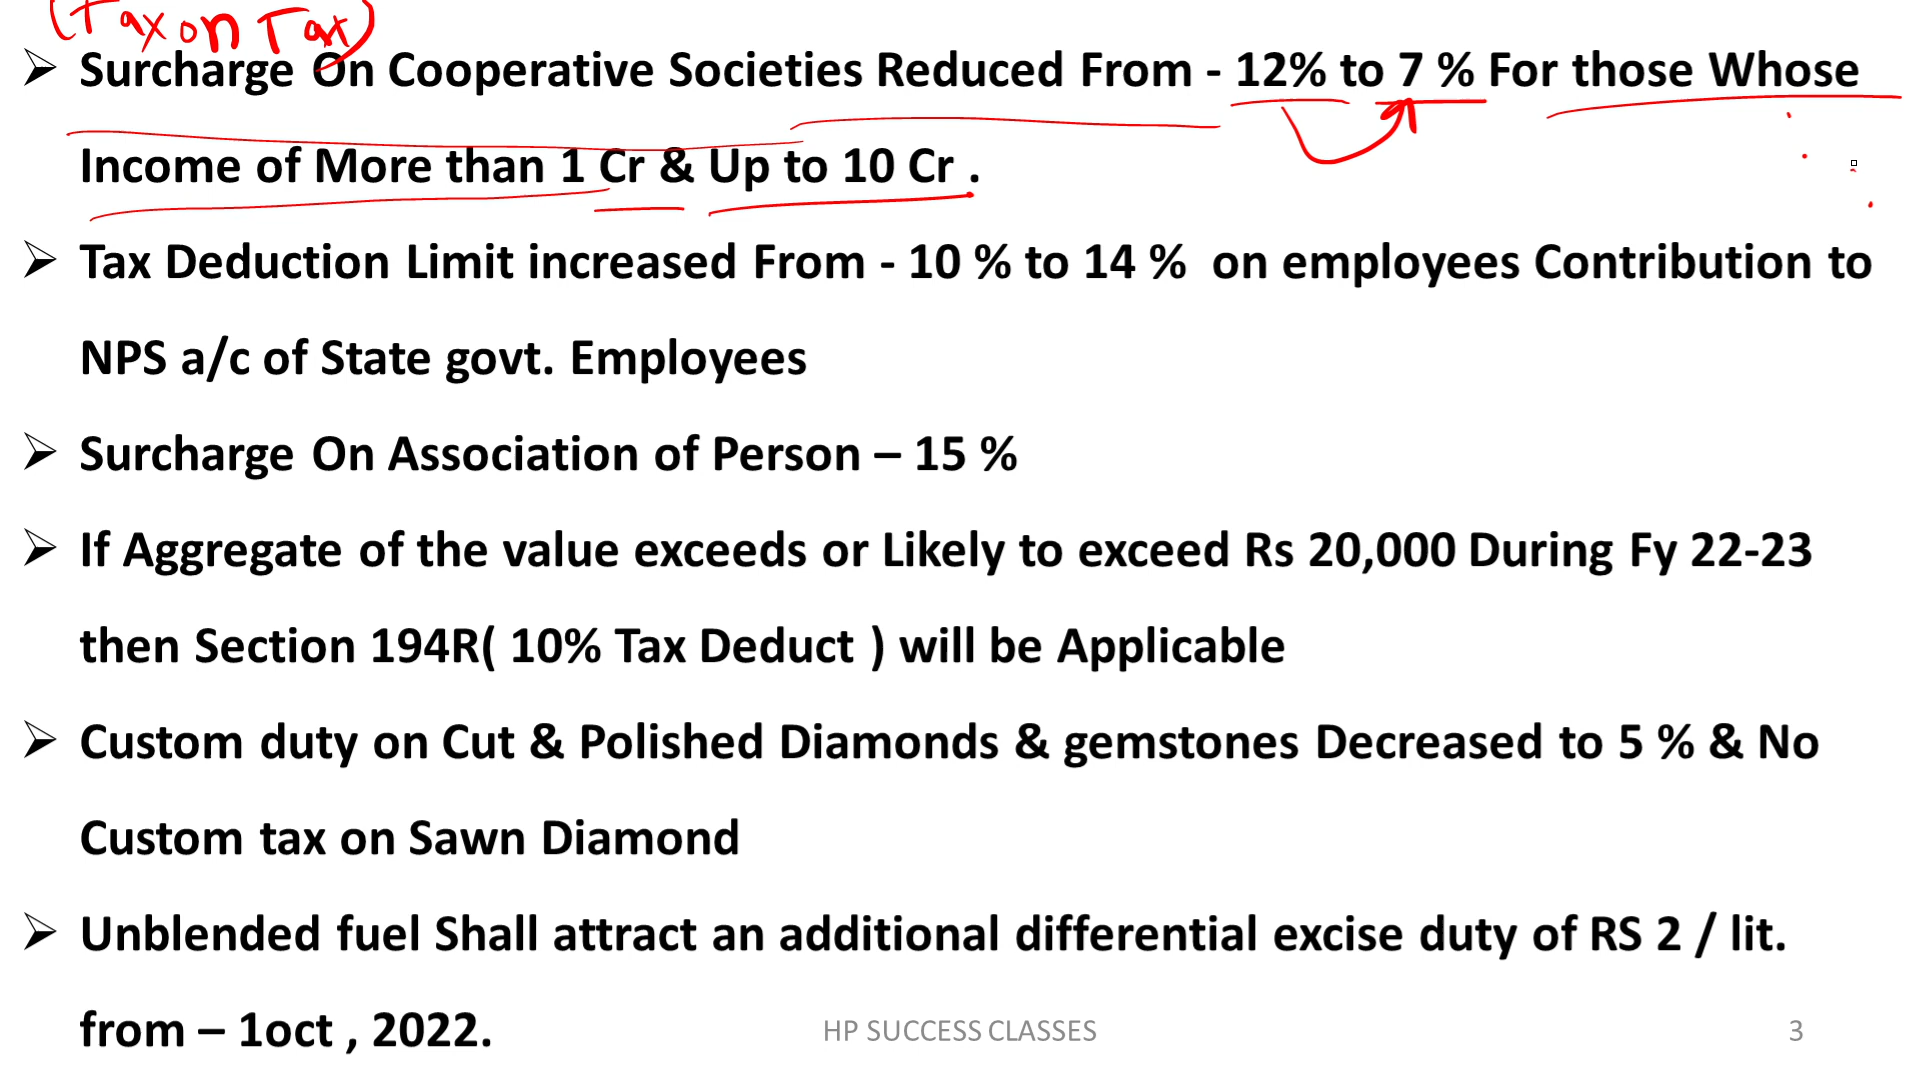 (Tax on Tax)
➢ Surcharge On Cooperative Societies Reduced From - 12% to 7 % For those Whose
Income of More than 1 Cr & Up to 10 Cr .
➢ Tax Deduction Limit increased From - 10 % to 14 % on employees Contribution to
NPS a/c of State govt. Employees
➢ Surcharge On Association of Person – 15 %
➢ If Aggregate of the value exceeds or Likely to exceed Rs 20,000 During Fy 22-23
then Section 194R( 10% Tax Deduct ) will be Applicable
➢ Custom duty on Cut & Polished Diamonds & gemstones Decreased to 5 % & No
Custom tax on Sawn Diamond
➢ Unblended fuel Shall attract an additional differential excise duty of RS 2 / lit.
from – 1oct , 2022.
HP SUCCESS CLASSES
3